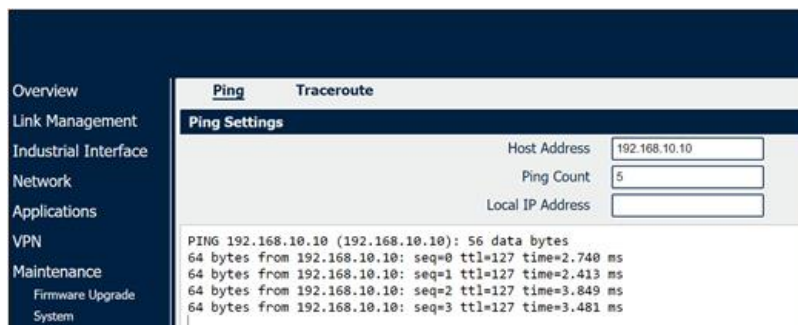 Overview
Link Management
Industrial Interface
Network
Applications
VPN
Maintenance
Firmware Upgrade
System
Ping Traceroute
Ping Settings
Host Address 192.168.10.10
Ping Count 5
Local IP Address
PING 192.168.10.10 (192.168.10.10): 56 data bytes
64 bytes from 192.168.10.10: seq=0 ttl=127 time=2.740 ms
64 bytes from 192.168.10.10: seq=1 ttl=127 time=2.413 ms
64 bytes from 192.168.10.10: seq=2 ttl=127 time=3.849 ms
64 bytes from 192.168.10.10: seq=3 ttl=127 time=3.481 ms